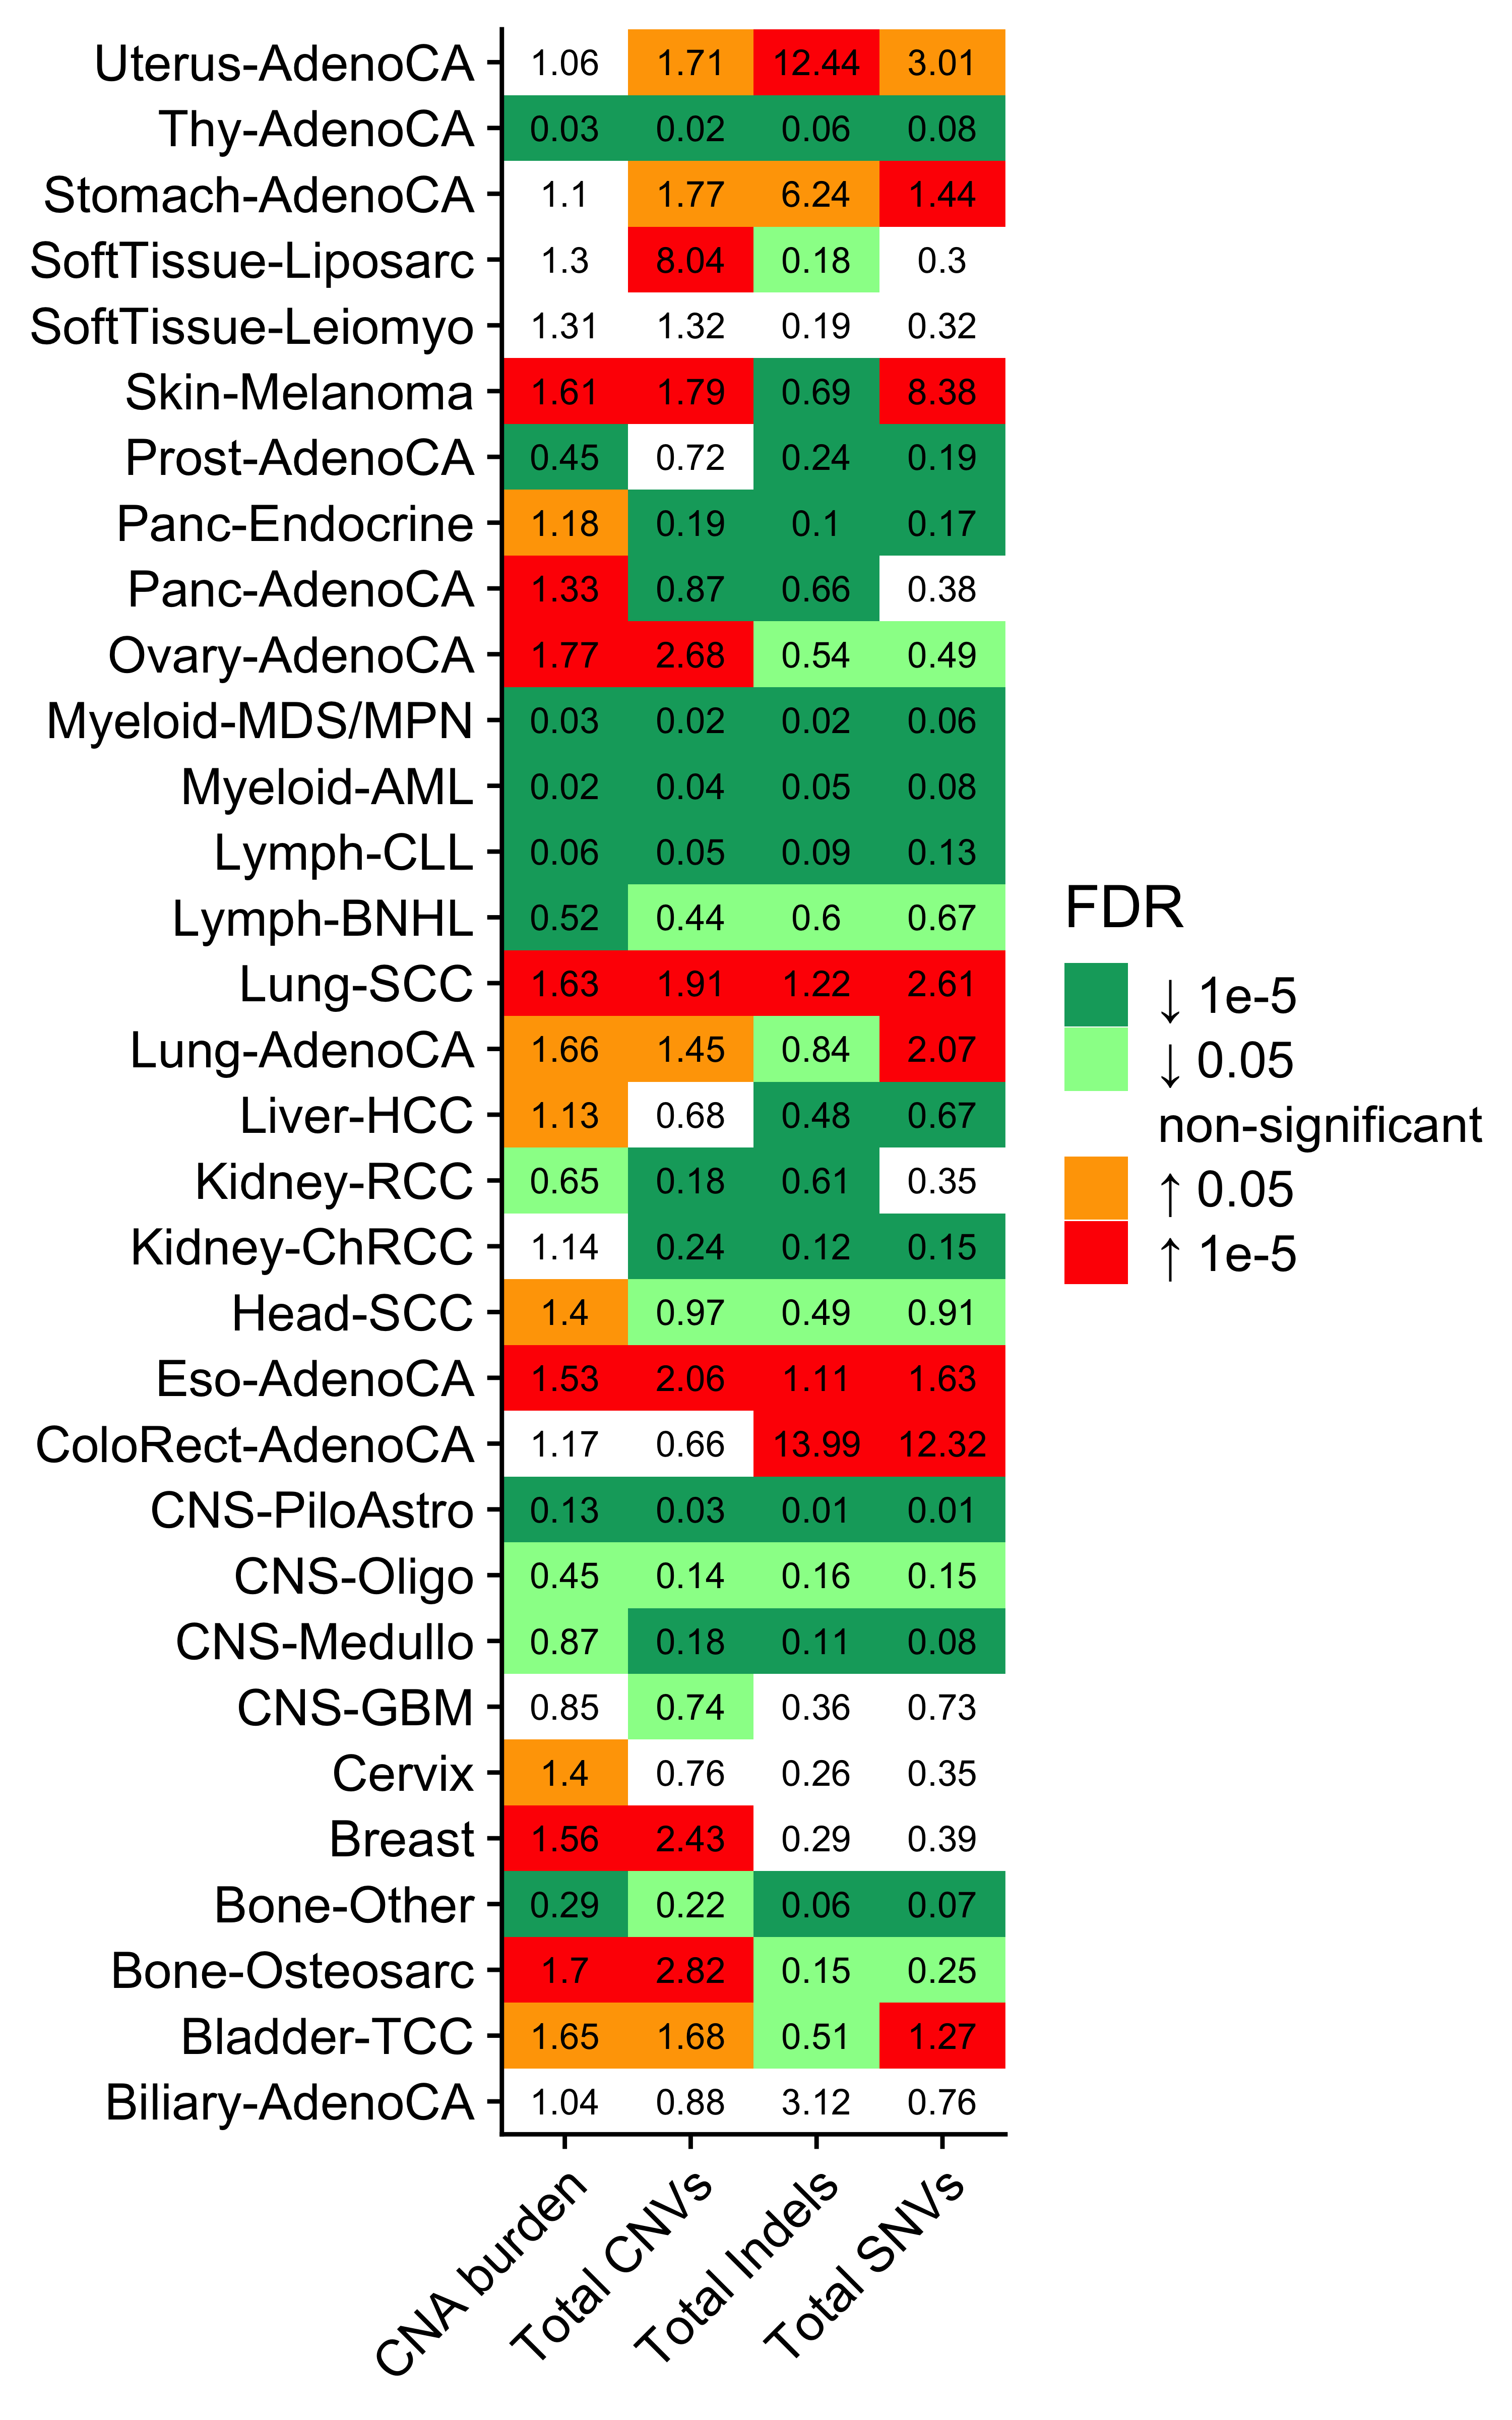 Uterus-AdenoCA 1.06 1.71 12.44 3.01
Thy-AdenoCA 0.03 0.02 0.06 0.08
Stomach-AdenoCA 1.1 1.77 6.24 1.44
SoftTissue-Liposarc 1.3 8.04 0.18 0.3
SoftTissue-Leiomyo 1.31 1.32 0.19 0.32
Skin-Melanoma 1.61 1.79 0.69 8.38
Prost-AdenoCA 0.45 0.72 0.24 0.19
Panc-Endocrine 1.18 0.19 0.1 0.17
Panc-AdenoCA 1.33 0.87 0.66 0.38
Ovary-AdenoCA 1.77 2.68 0.54 0.49
Myeloid-MDS/MPN 0.03 0.02 0.02 0.06
Myeloid-AML 0.02 0.04 0.05 0.08
Lymph-CLL 0.06 0.05 0.09 0.13
Lymph-BNHL 0.52 0.44 0.6 0.67
Lung-SCC 1.63 1.91 1.22 2.61
Lung-AdenoCA 1.66 1.45 0.84 2.07
Liver-HCC 1.13 0.68 0.48 0.67
Kidney-RCC 0.65 0.18 0.61 0.35
Kidney-ChRCC 1.14 0.24 0.12 0.15
Head-SCC 1.4 0.97 0.49 0.91
Eso-AdenoCA 1.53 2.06 1.11 1.63
ColoRect-AdenoCA 1.17 0.66 13.99 12.32
CNS-PiloAstro 0.13 0.03 0.01 0.01
CNS-Oligo 0.45 0.14 0.16 0.15
CNS-Medullo 0.87 0.18 0.11 0.08
CNS-GBM 0.85 0.74 0.36 0.73
Cervix 1.4 0.76 0.26 0.35
Breast 1.56 2.43 0.29 0.39
Bone-Other 0.29 0.22 0.06 0.07
Bone-Osteosarc 1.7 2.82 0.15 0.25
Bladder-TCC 1.65 1.68 0.51 1.27
Biliary-AdenoCA 1.04 0.88 3.12 0.76
CNA burden
Total CNVs
Total Indels
Total SNVs
FDR
↓ 1e-5
↓ 0.05
non-significant
↑ 0.05
↑ 1e-5